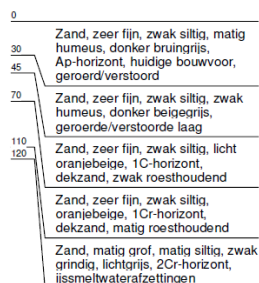 0
Zand, zeer fijn, zwak siltig, matig
humeus, donker bruingrijs,
Ap-horizont, huidige bouwvoor,
geroerd/verstoord
30
Zand, zeer fijn, zwak siltig, zwak
humeus, donker beigegrijs,
geroerde/verstoorde laag
45
Zand, zeer fijn, zwak siltig, licht
oranjebeige, 1C-horizont,
dekzand, zwak roesthoudend
70
Zand, zeer fijn, zwak siltig,
oranjebeige, 1Cr-horizont,
dekzand, matig roesthoudend
110
Zand, matig grof, matig siltig, zwak
grindig, lichtgrijs, 2Cr-horizont,
ijssmeltwaterafzettingen
120